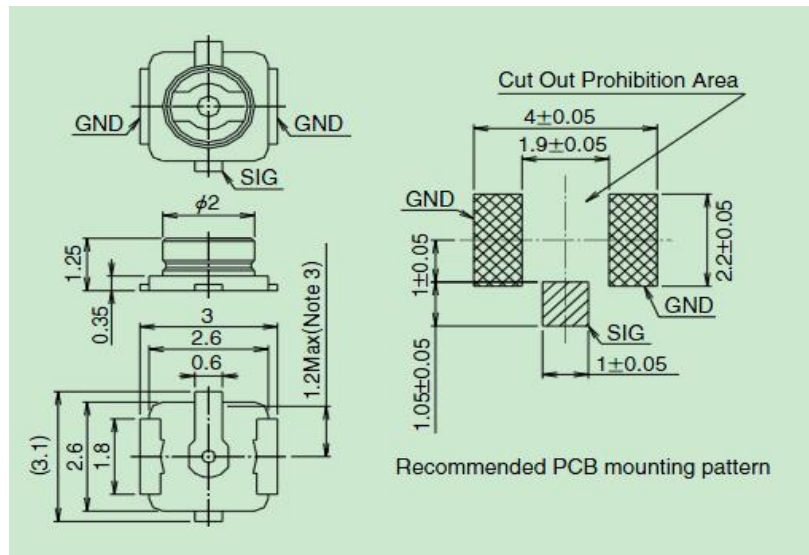 GND
GND
SIG
φ2
1.25
0.35
3
2.6
0.6
1.2Max(Note 3)
(3.1)
2.6
1.8
Cut Out Prohibition Area
4±0.05
1.9±0.05
GND
1±0.05
2.2±0.05
GND
SIG
1.05±0.05
1±0.05
Recommended PCB mounting pattern